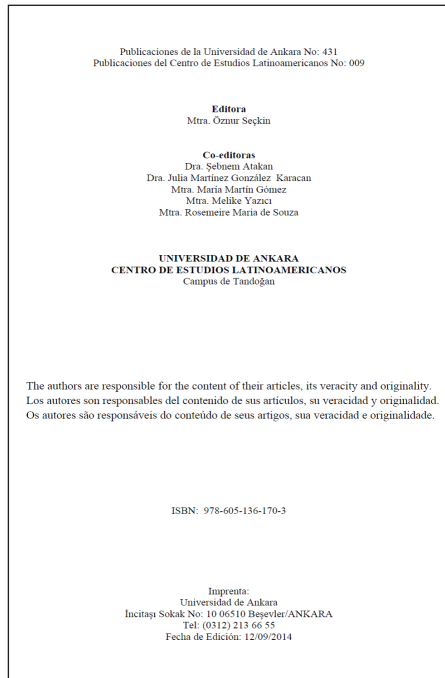 Publicaciones de la Universidad de Ankara No: 431
Publicaciones del Centro de Estudios Latinoamericanos No: 009
Editora
Mtra. Öznur Seçkin
Co-editoras
Dra. Şebnem Atakan
Dra. Julia Martínez González Karacan
Mtra. María Martín Gómez
Mtra. Melike Yazıcı
Mtra. Rosemeire Maria de Souza
UNIVERSIDAD DE ANKARA
CENTRO DE ESTUDIOS LATINOAMERICANOS
Campus de Tandoğan
The authors are responsible for the content of their articles, its veracity and originality.
Los autores son responsables del contenido de sus artículos, su veracidad y originalidad.
Os autores são responsáveis do conteúdo de seus artigos, sua veracidad e originalidade.
ISBN: 978-605-136-170-3
Imprenta:
Universidad de Ankara
İncitaşı Sokak No: 10 06510 Beşevler/ANKARA
Tel: (0312) 213 66 55
Fecha de Edición: 12/09/2014